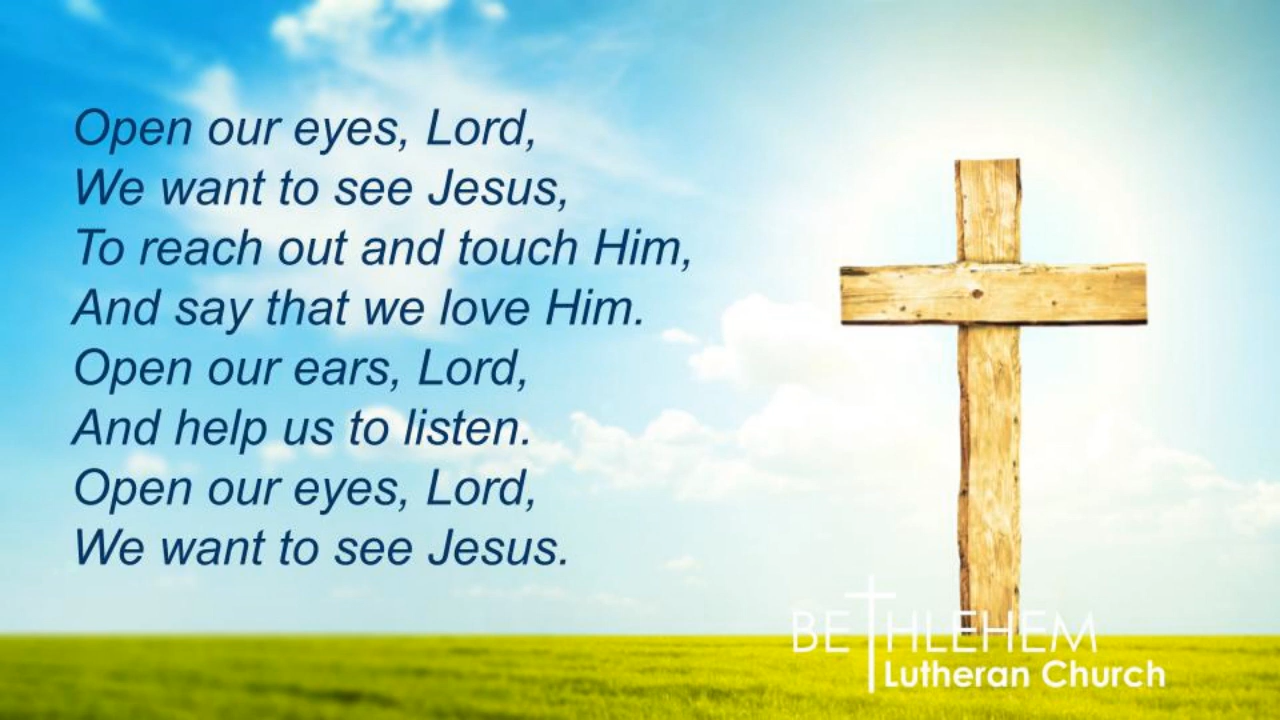 Open our eyes, Lord,
We want to see Jesus,
To reach out and touch Him,
And say that we love Him.
Open our ears, Lord,
And help us to listen.
Open our eyes, Lord,
We want to see Jesus.
BETHLEHEM
Lutheran Church